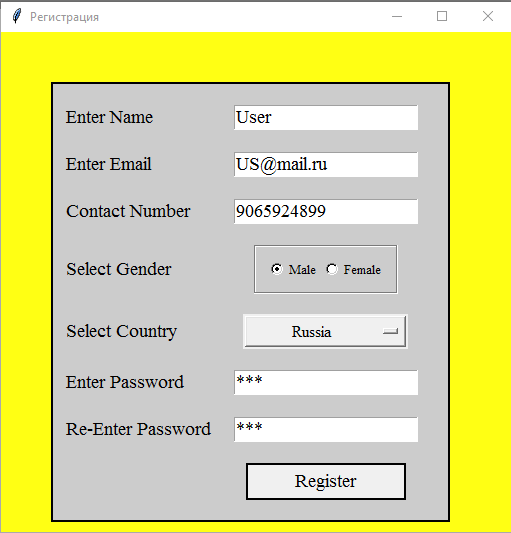 Регистрация
Enter Name User
Enter Email US@mail.ru
Contact Number 9065924899
Select Gender Male Female
Select Country Russia
Enter Password ***
Re-Enter Password ***
Register